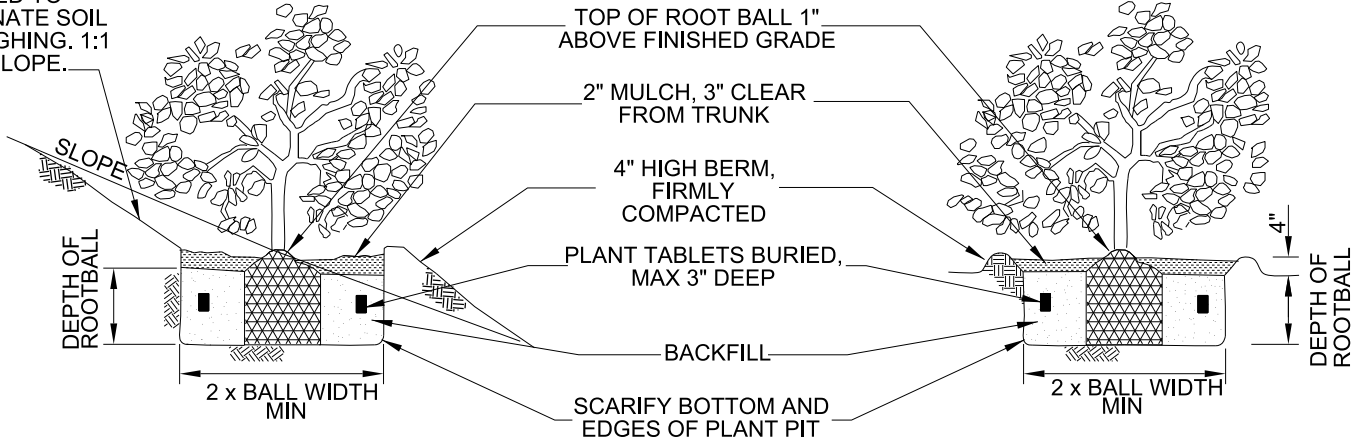 NATE SOIL
GHING. 1:1
LOPE.
TOP OF ROOT BALL 1"
ABOVE FINISHED GRADE
2" MULCH, 3" CLEAR
FROM TRUNK
4" HIGH BERM,
FIRMLY
COMPACTED
PLANT TABLETS BURIED,
MAX 3" DEEP
BACKFILL
SCARIFY BOTTOM AND
EDGES OF PLANT PIT
SLOPE
DEPTH OF
ROOTBALL
2 x BALL WIDTH
MIN
4"
DEPTH OF
ROOTBALL
2 x BALL WIDTH
MIN